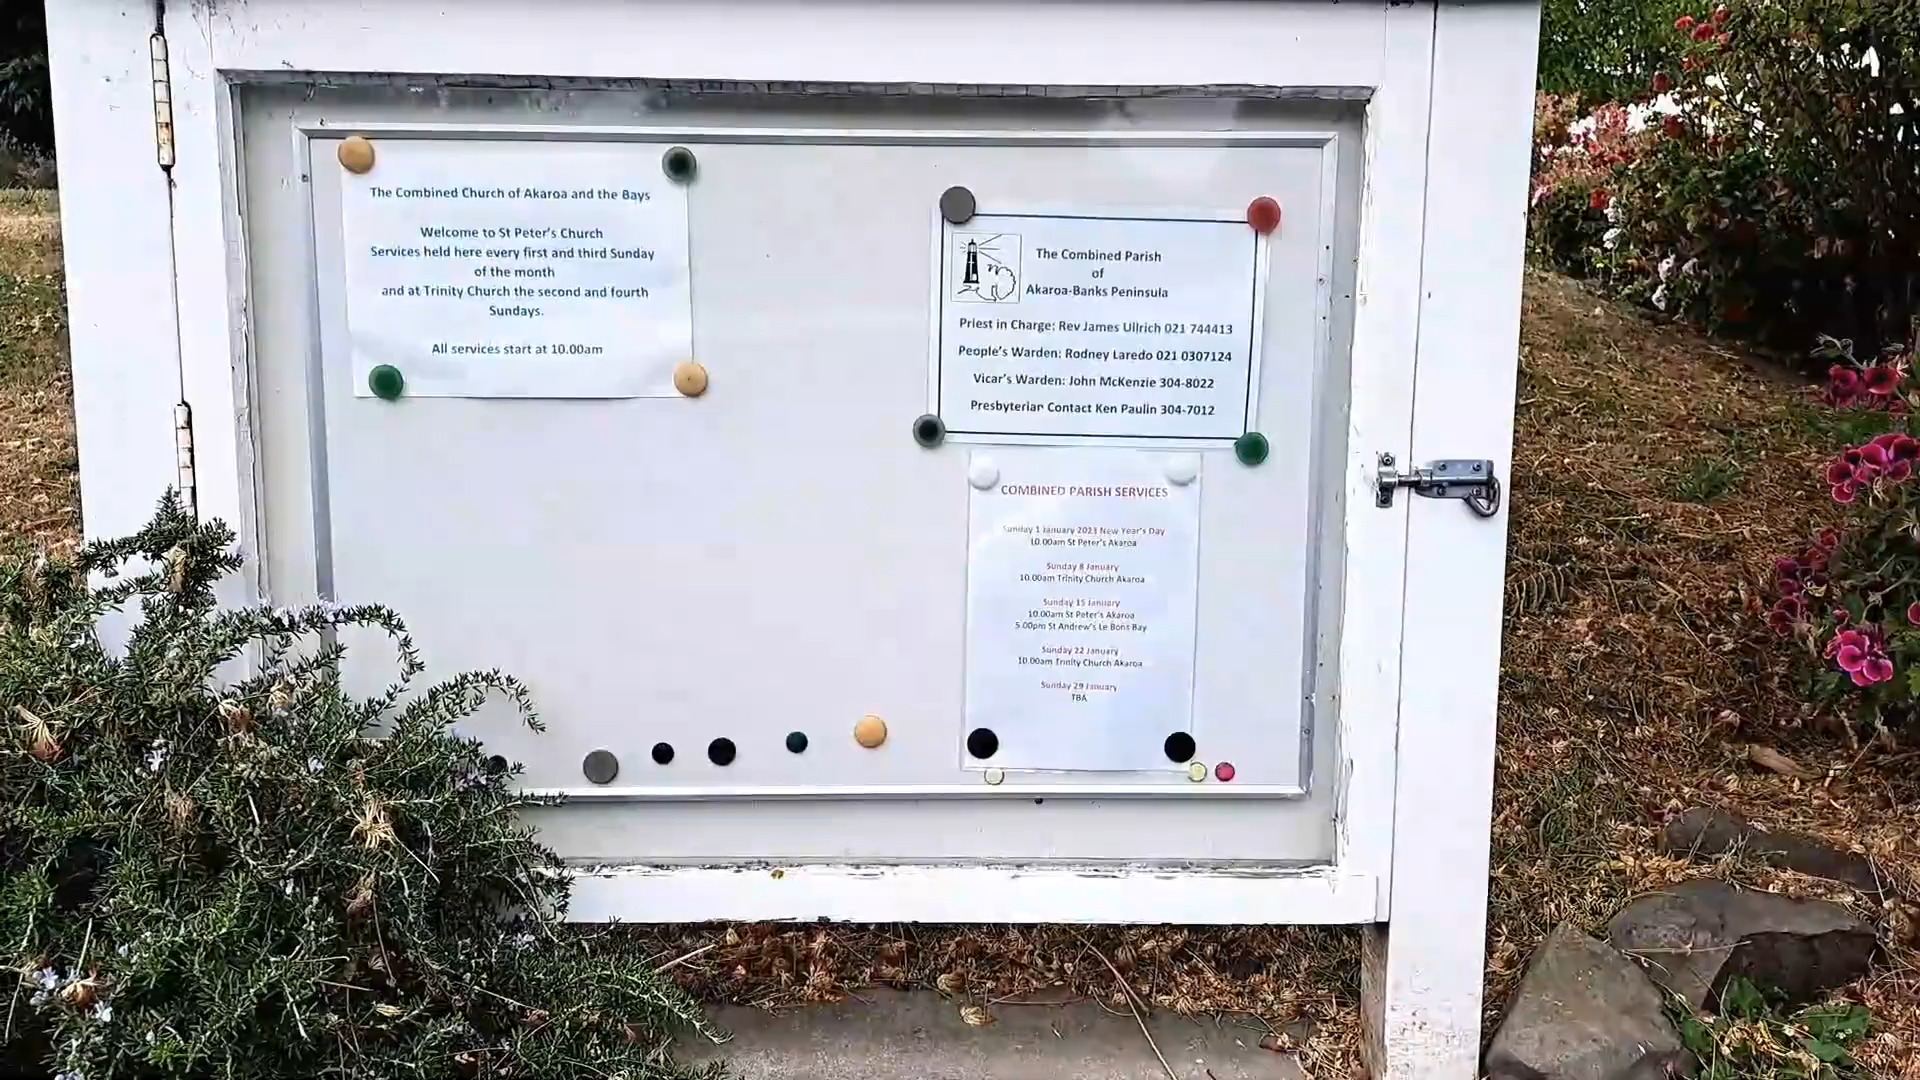 The Combined Church of Akaroa and the Bays
Welcome to St Peter's Church
Services held here every first and third Sunday
of the month
and at Trinity Church the second and fourth
Sundays.
All services start at 10.00am
The Combined Parish
of
Akaroa-Banks Peninsula
Priest in Charge: Rev James Ullrich 021 744413
People's Warden: Rodney Laredo 021 0307124
Vicar's Warden: John McKenzie 304-8022
Presbyterian Contact Ken Paulin 304-7012
COMBINED PARISH SERVICES
Sunday 1 January 2023 New Year's Day
10.00am St Peter's Akaroa
Sunday 8 January
10.00am Trinity Church Akaroa
Sunday 15 January
10.00am St Peter's Akaroa
5.00pm St Andrew's Le Bons Bay
Sunday 22 January
10.00am Trinity Church Akaroa
Sunday 29 January
TBA